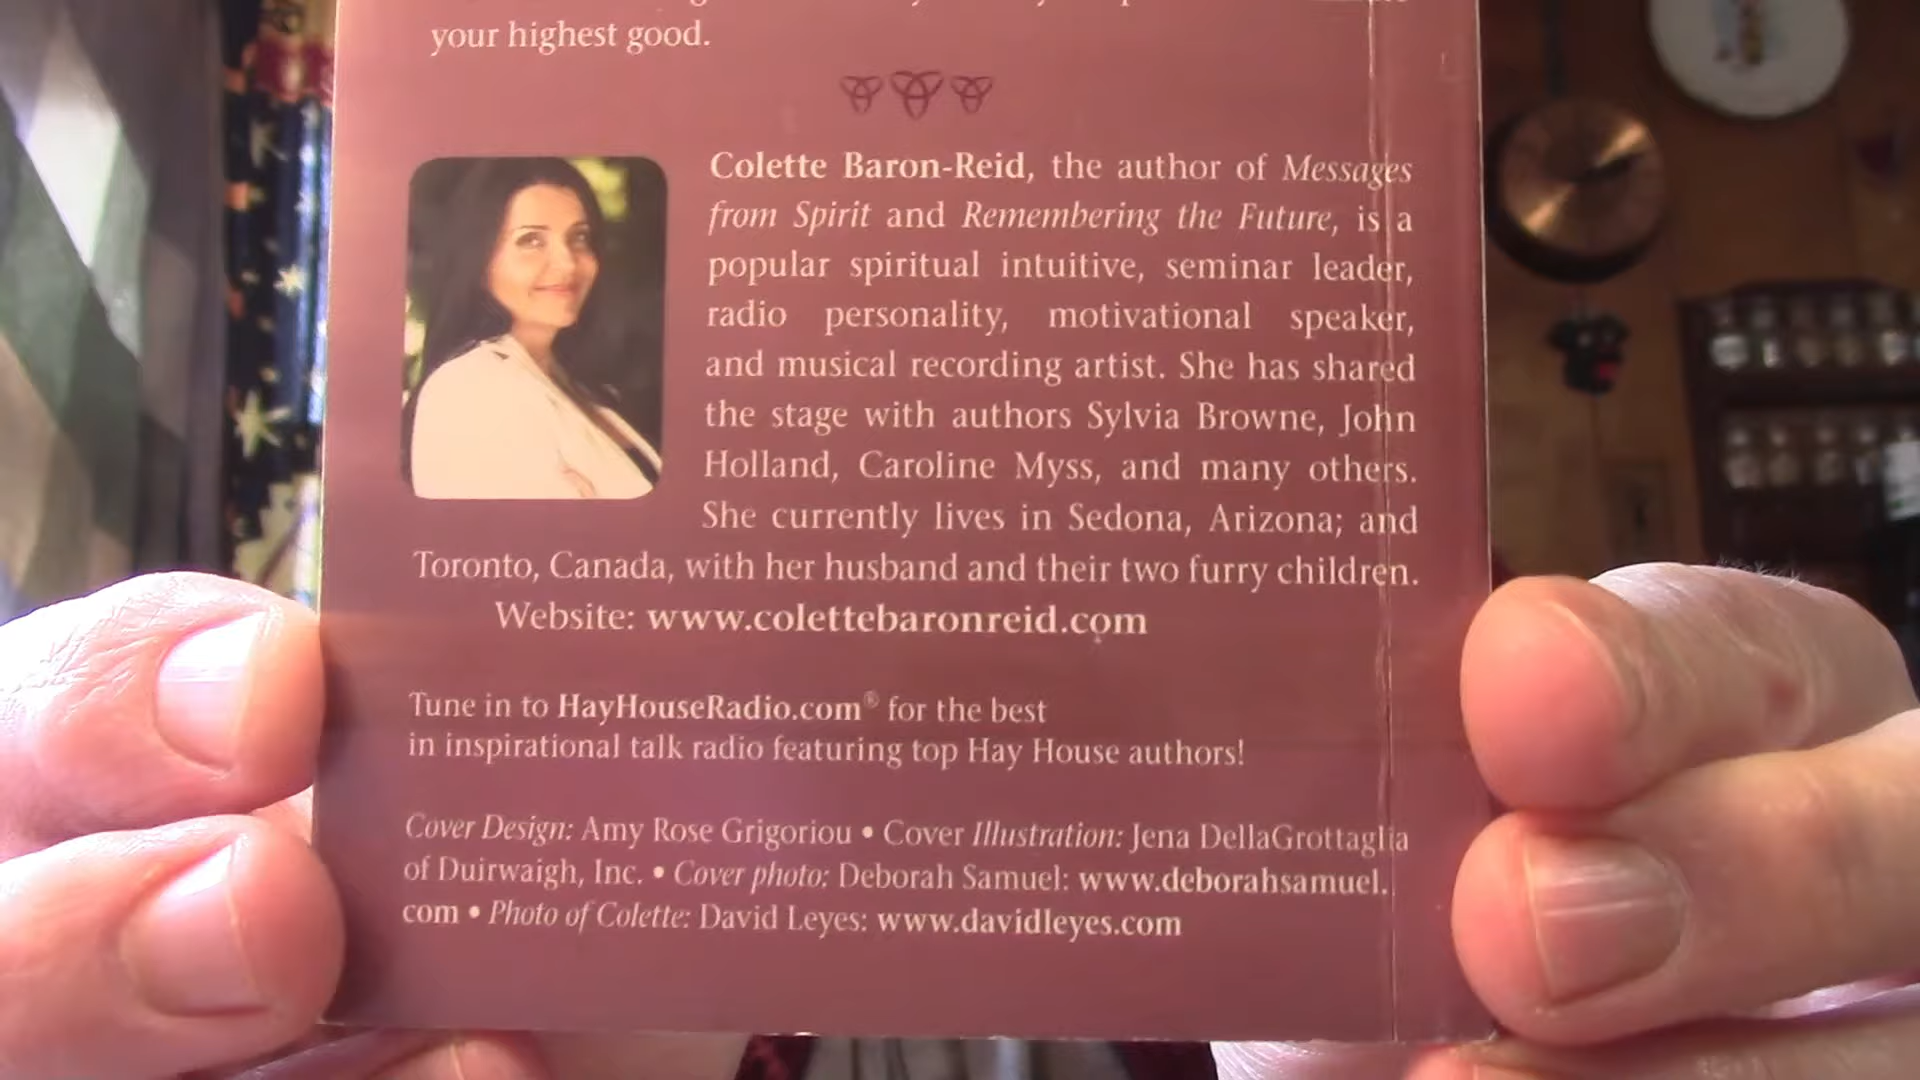 your highest good.
Colette Baron-Reid, the author of Messages
from Spirit and Remembering the Future, is a
popular spiritual intuitive, seminar leader,
radio personality, motivational speaker,
and musical recording artist. She has shared
the stage with authors Sylvia Browne, John
Holland, Caroline Myss, and many others.
She currently lives in Sedona, Arizona; and
Toronto, Canada, with her husband and their two furry children.
Website: www.colettebaronreid.com
Tune in to HayHouseRadio.com® for the best
in inspirational talk radio featuring top Hay House authors!
Cover Design: Amy Rose Grigoriou • Cover Illustration: Jena DellaGrottaglia
of Duirwaigh, Inc. • Cover photo: Deborah Samuel: www.deborahsamuel.
com • Photo of Colette: David Leyes: www.davidleyes.com